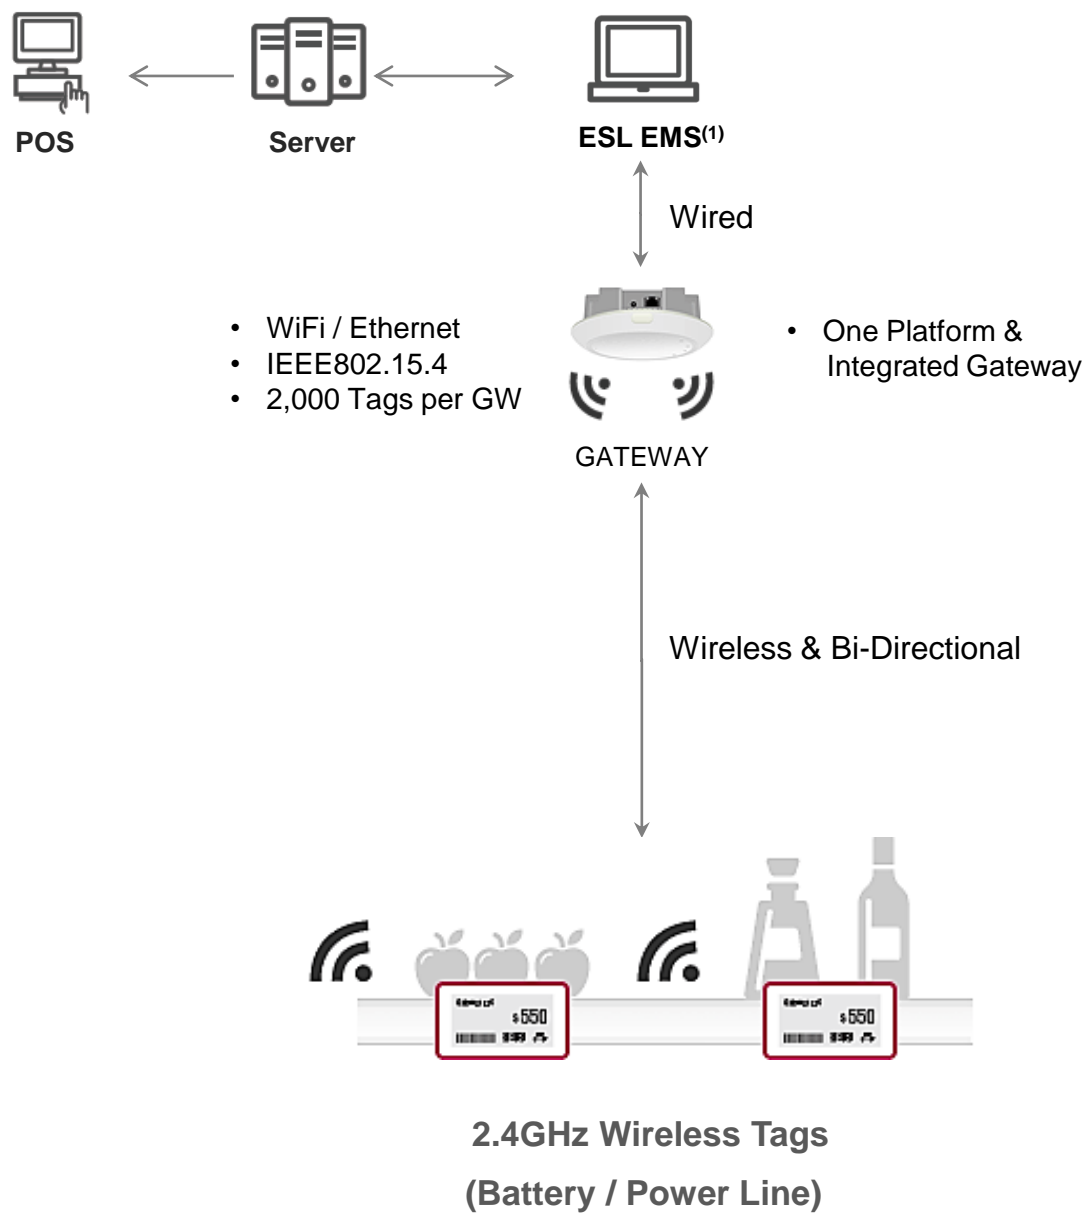 POS
Server
ESL EMS(1)
Wired
• WiFi / Ethernet
• IEEE802.15.4
• 2,000 Tags per GW
• One Platform &
Integrated Gateway
GATEWAY
Wireless & Bi-Directional
$550
$550
2.4GHz Wireless Tags
(Battery / Power Line)